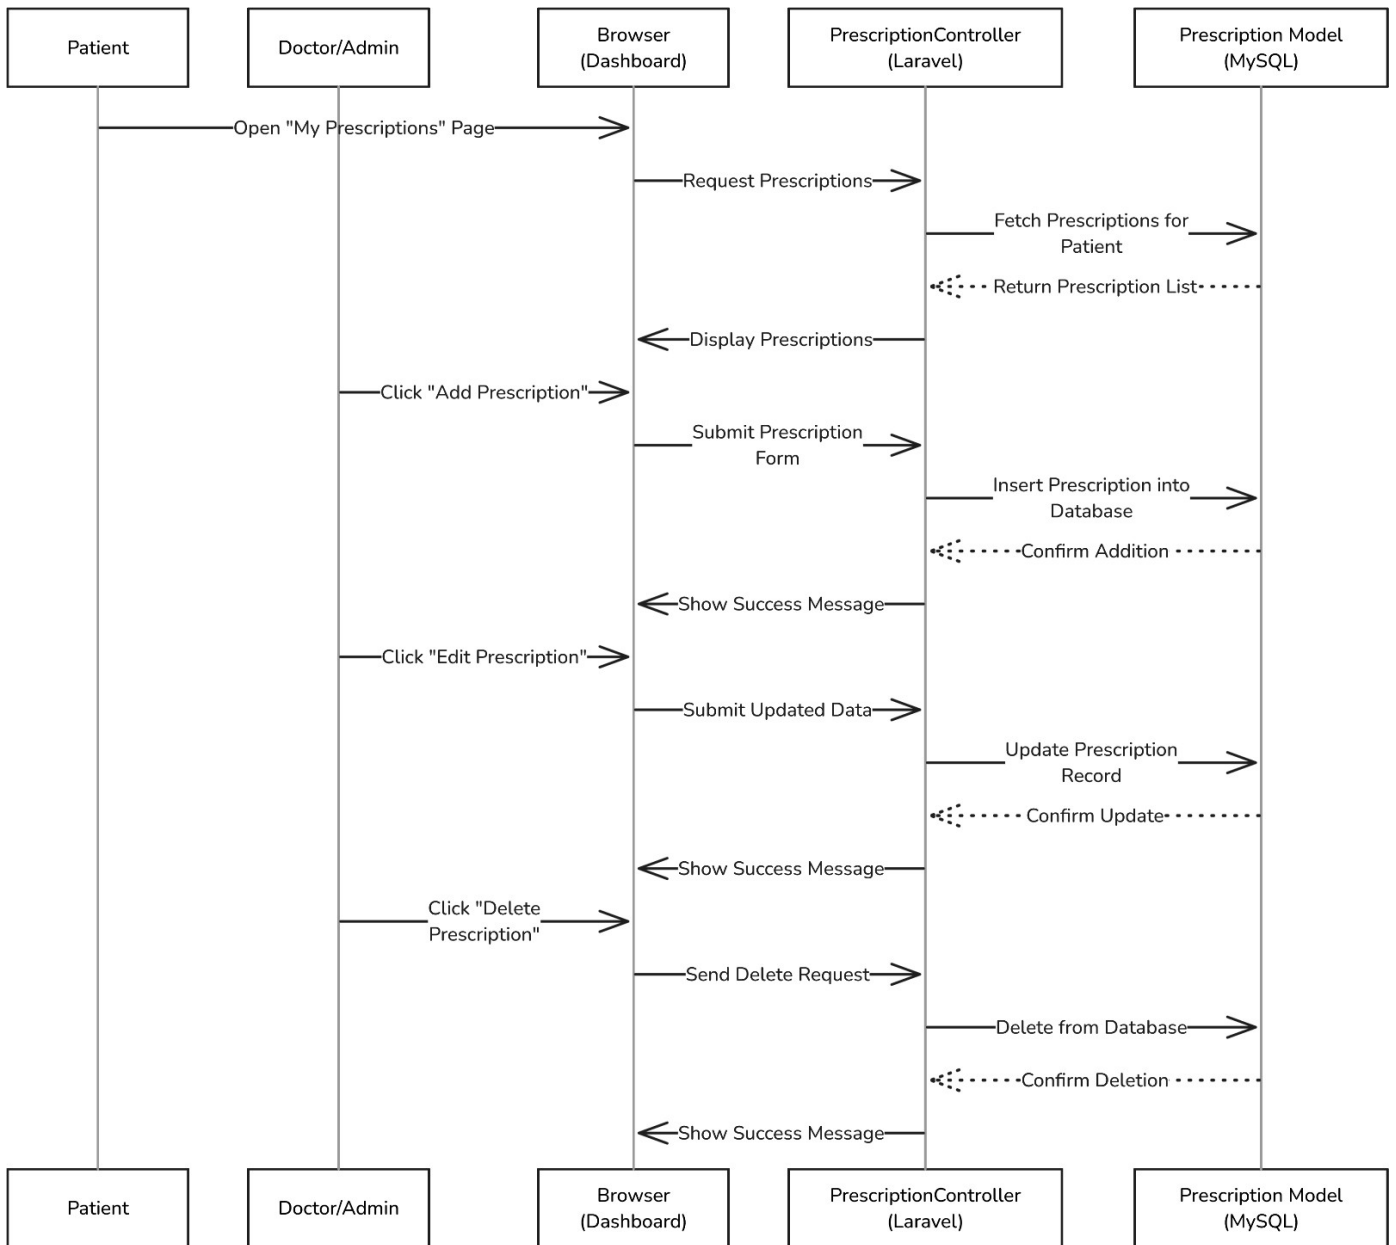 Patient
Doctor/Admin
Browser
(Dashboard)
PrescriptionController
(Laravel)
Prescription Model
(MySQL)
Open "My Prescriptions" Page
Request Prescriptions
Fetch Prescriptions for
Patient
Return Prescription List
Display Prescriptions
Click "Add Prescription"
Submit Prescription
Form
Insert Prescription into
Database
Confirm Addition
Show Success Message
Click "Edit Prescription"
Submit Updated Data
Update Prescription
Record
Confirm Update
Show Success Message
Click "Delete
Prescription"
Send Delete Request
Delete from Database
Confirm Deletion
Show Success Message
Patient
Doctor/Admin
Browser
(Dashboard)
PrescriptionController
(Laravel)
Prescription Model
(MySQL)